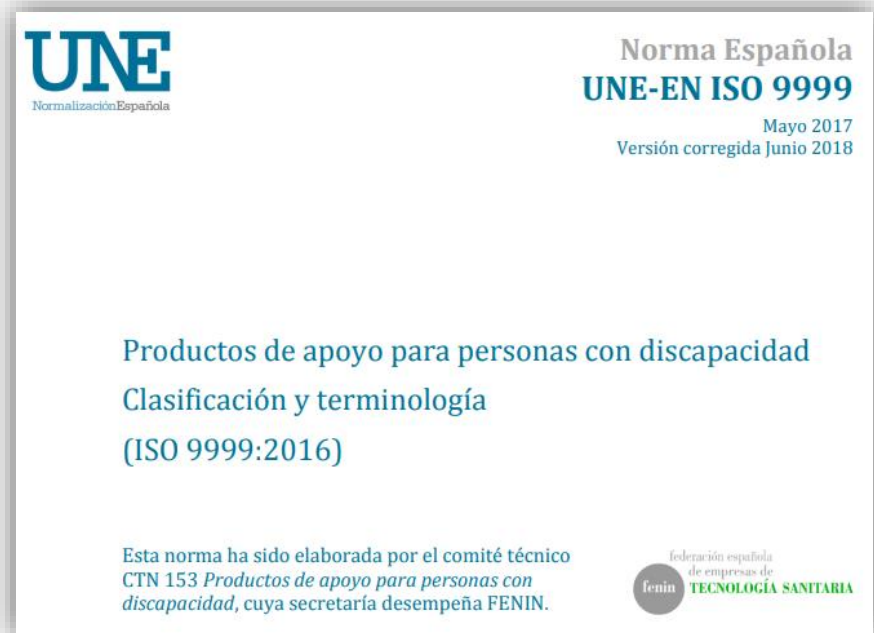 UNE
NormalizaciónEspañola
Norma Española
UNE-EN ISO 9999
Mayo 2017
Versión corregida Junio 2018
Productos de apoyo para personas con discapacidad
Clasificación y terminología
(ISO 9999:2016)
Esta norma ha sido elaborada por el comité técnico
CTN 153 Productos de apoyo para personas con
discapacidad, cuya secretaría desempeña FENIN.
federación española
de empresas de
fenin TECNOLOGÍA SANITARIA